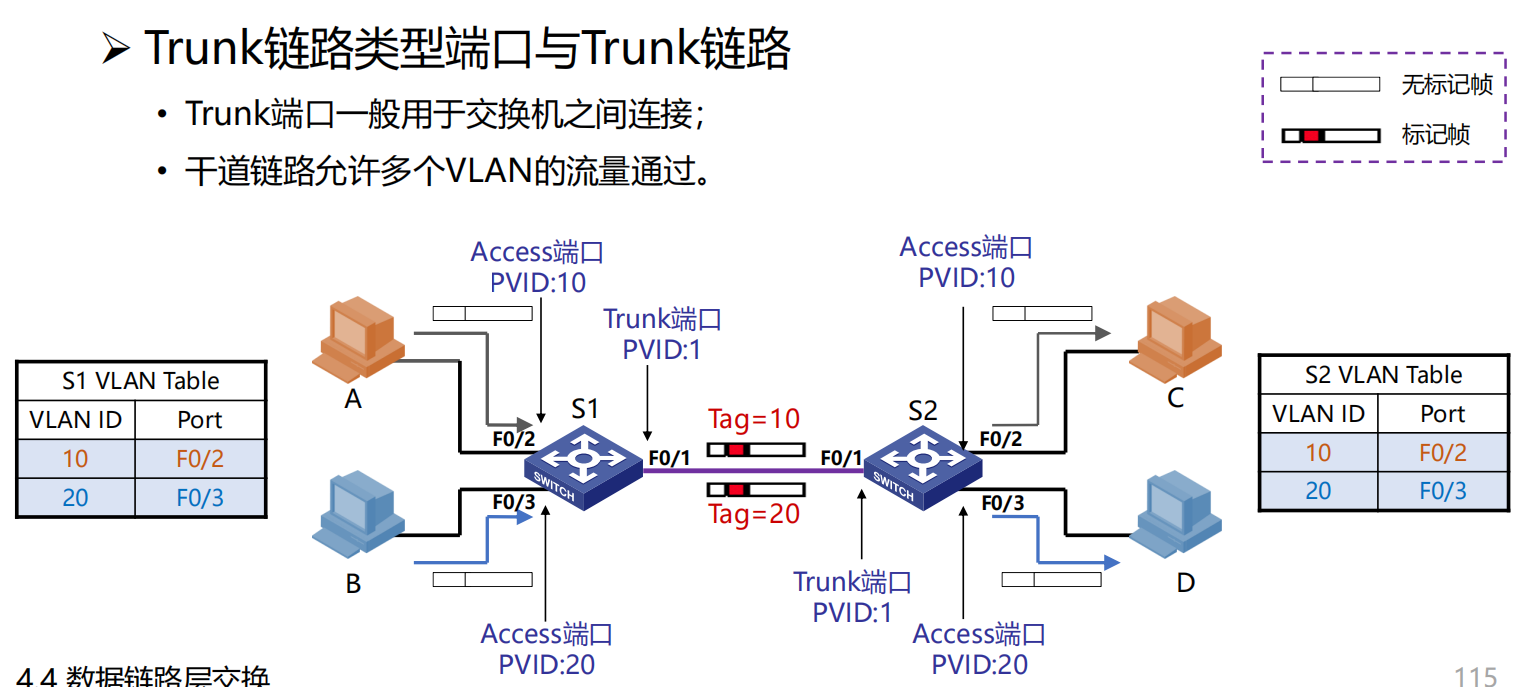 Trunk链路类型端口与Trunk链路
• Trunk端口一般用于交换机之间连接；
• 干道链路允许多个VLAN的流量通过。
无标记帧
标记帧
Access端口
PVID:10
Trunk端口
PVID:1
Access端口
PVID:10
A
S1
F0/2
F0/1
SWITCH
F0/3
Tag=10
Tag=20
S2
F0/2
F0/1
SWITCH
F0/3
C
B
D
S1 VLAN Table
VLAN ID Port
10 F0/2
20 F0/3
S2 VLAN Table
VLAN ID Port
10 F0/2
20 F0/3
Access端口
PVID:20
Trunk端口
PVID:1
Access端口
PVID:20
4.4 数据链路层交换
115